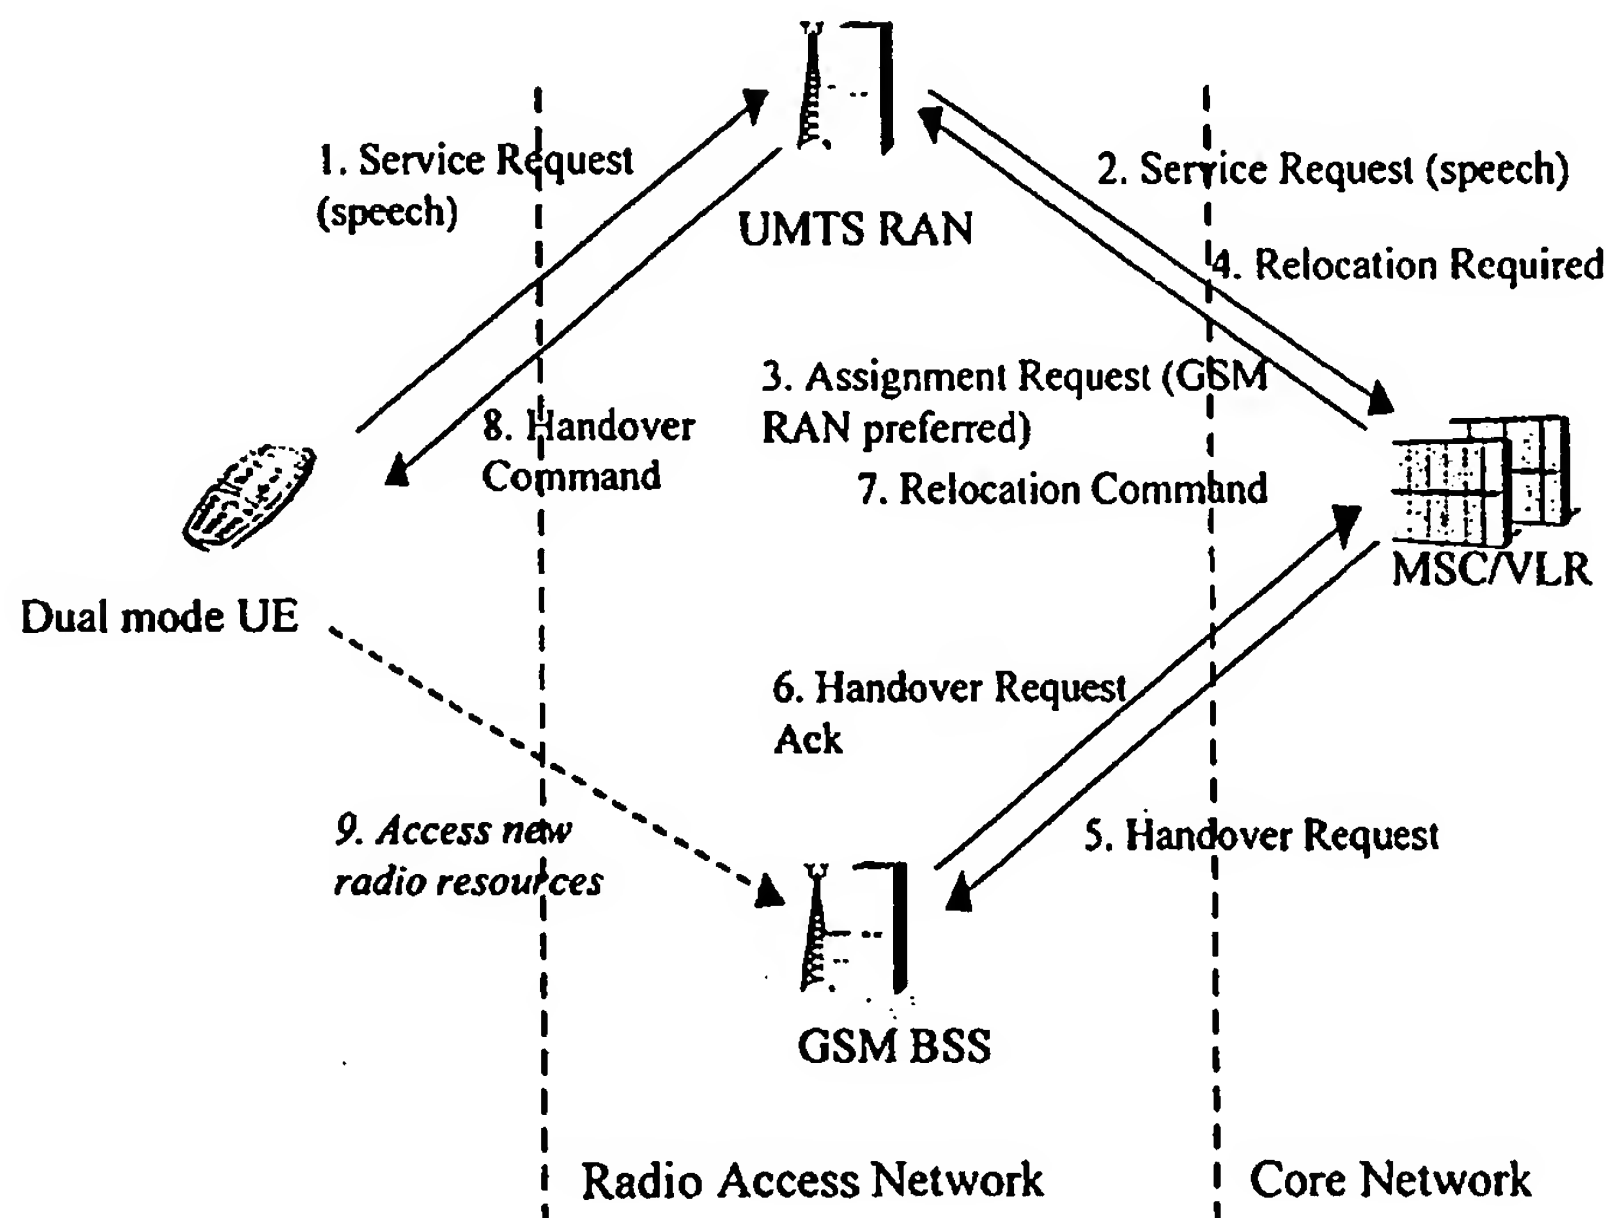 1. Service Request
(speech)
2. Service Request (speech)
UMTS RAN
4. Relocation Required
3. Assignment Request (GSM
RAN preferred)
8. Handover
Command
7. Relocation Command
MSC/VLR
Dual mode UE
6. Handover Request
Ack
9. Access new
radio resources
5. Handover Request
GSM BSS
Radio Access Network
Core Network